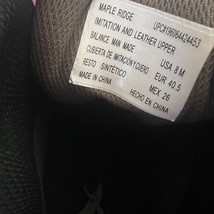 MAPLE RIDGE
UPC#196064424453
IMITATION AND LEATHER UPPER
BALANCE MAN MADE
USA 8 M
CUBIERTA DE IMITACIÓN Y CUERO
EUR 40.5
RESTO SINTÉTICO
MEX 26
MADE IN CHINA
HECHO EN CHINA